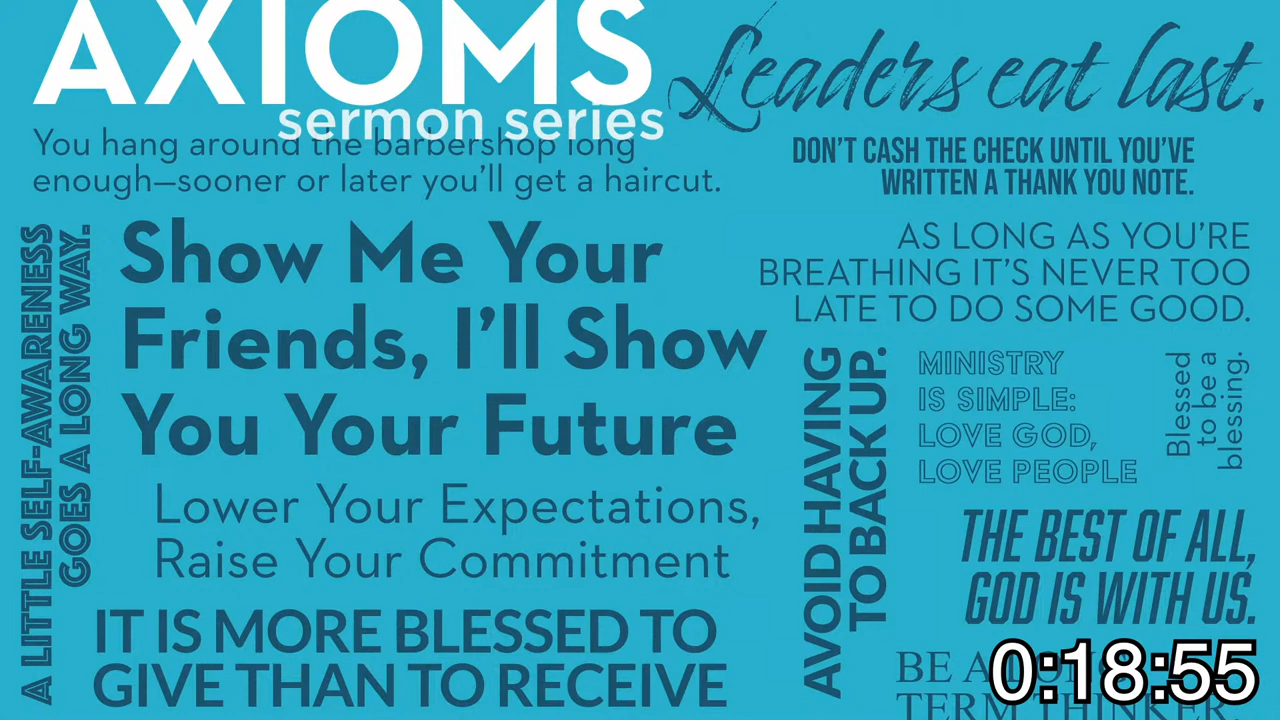 AXIOMS
sermon series
Leaders eat last.
You hang around the barbershop long
enough—sooner or later you'll get a haircut.
DON'T CASH THE CHECK UNTIL YOU'VE
WRITTEN A THANK YOU NOTE.
A LITTLE SELF-AWARENESS
GOES A LONG WAY.
Show Me Your
Friends, I'll Show
You Your Future
AS LONG AS YOU'RE
BREATHING IT'S NEVER TOO
LATE TO DO SOME GOOD.
AVOID HAVING
TO BACK UP.
MINISTRY
IS SIMPLE:
LOVE GOD,
LOVE PEOPLE
Blessed
to be a
blessing.
Lower Your Expectations,
Raise Your Commitment
THE BEST OF ALL,
GOD IS WITH US.
IT IS MORE BLESSED TO
GIVE THAN TO RECEIVE
BE A
TERM THINKER
0:18:55